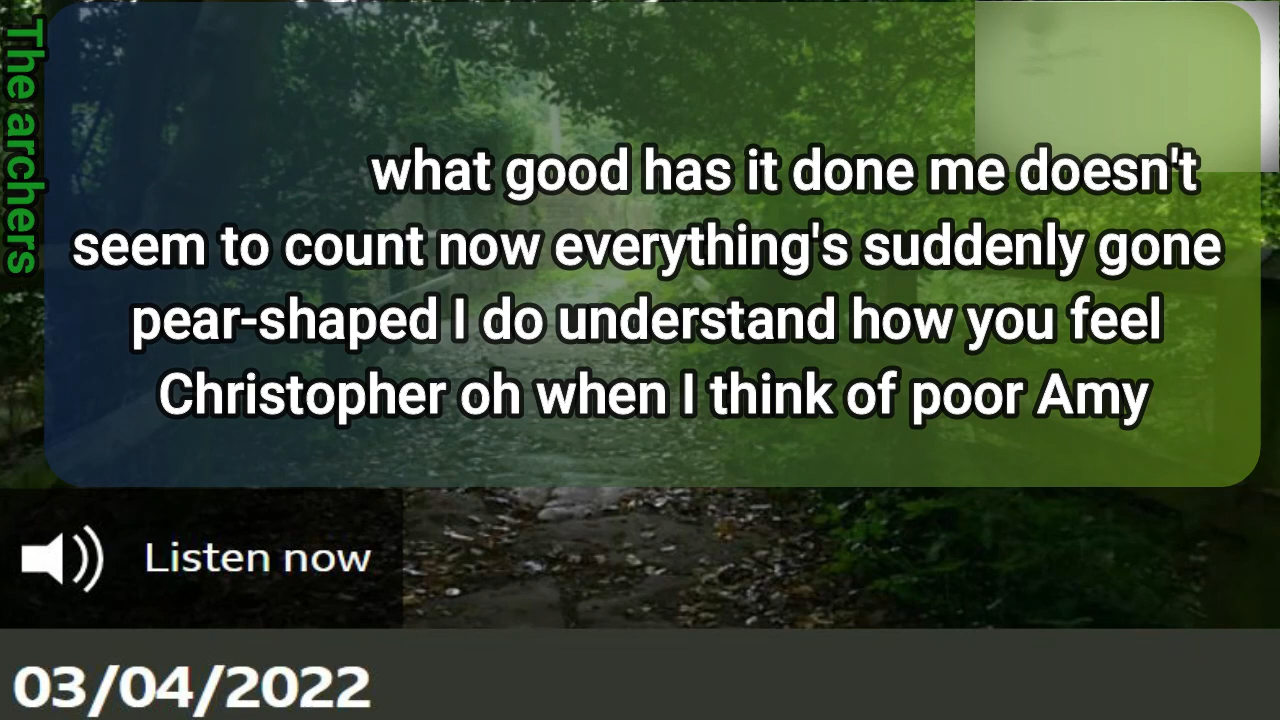 The archers
what good has it done me doesn't
seem to count now everything's suddenly gone
pear-shaped I do understand how you feel
Christopher oh when I think of poor Amy
Listen now
03/04/2022